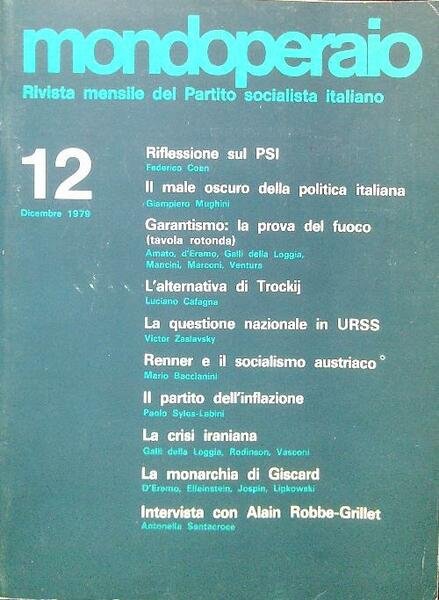 mondoperaio
Rivista mensile del Partito socialista italiano
12
Dicembre 1979
Riflessione sul PSI
Federico Coen
Il male oscuro della politica italiana
Giampiero Mughini
Garantismo: la prova del fuoco
(tavola rotonda)
Amato, d'Eramo, Galli della Loggia,
Mancini, Marconi, Ventura
L'alternativa di Trockij
Luciano Cafagna
La questione nazionale in URSS
Victor Zaslavsky
Renner e il socialismo austriaco°
Mario Baccianini
Il partito dell'inflazione
Paolo Sylos-Labini
La crisi iraniana
Galli della Loggia, Rodinson, Vasconi
La monarchia di Giscard
D'Eramo, Elleinstein, Jospin, Lipkowski
Intervista con Alain Robbe-Grillet
Antonella Santacroce